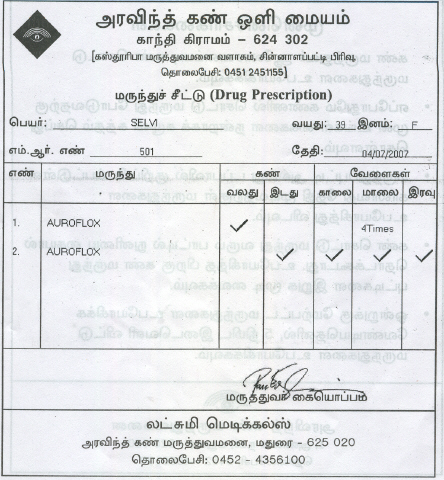 அரவிந்த் கண் ஒளி மையம்
காந்தி கிராமம் - 624 302
[கஸ்தூரிபா மருத்துவமனை வளாகம், சின்னாளப்பட்டி பிரிவு
தொலைபேசி: 0451 2451155]
மருந்துச் சீட்டு (Drug Prescription)
பெயர்: SELVI வயது: 39 இனம்: F
எம்.ஆர். எண் 501 தேதி: 04/07/2007
எண் மருந்து கண் வேளைகள்
வலது இடது காலை மாலை இரவு
1. AUROFLOX ✓ 4Times
2. AUROFLOX ✓ ✓ ✓ ✓
மருத்துவர் கையொப்பம்
லட்சுமி மெடிக்கல்ஸ்
அரவிந்த் கண் மருத்துவமனை, மதுரை - 625 020
தொலைபேசி: 0452 - 4356100